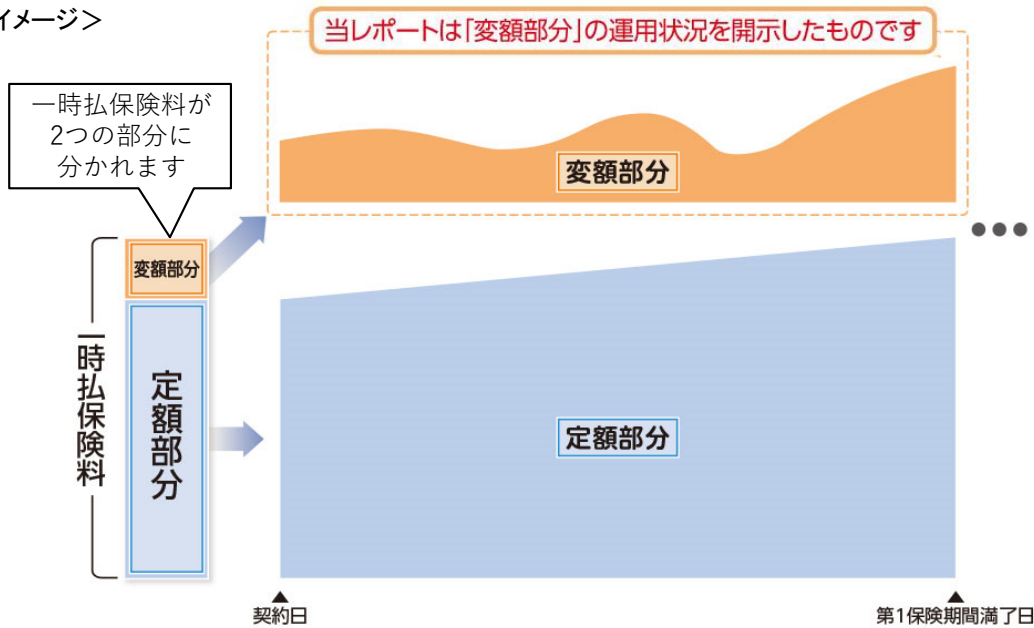 イメージ＞
当レポートは「変額部分」の運用状況を開示したものです
一時払保険料が
2つの部分に
分かれます
変額部分
変額部分
一時払保険料
定額部分
定額部分
契約日
第1保険期間満了日